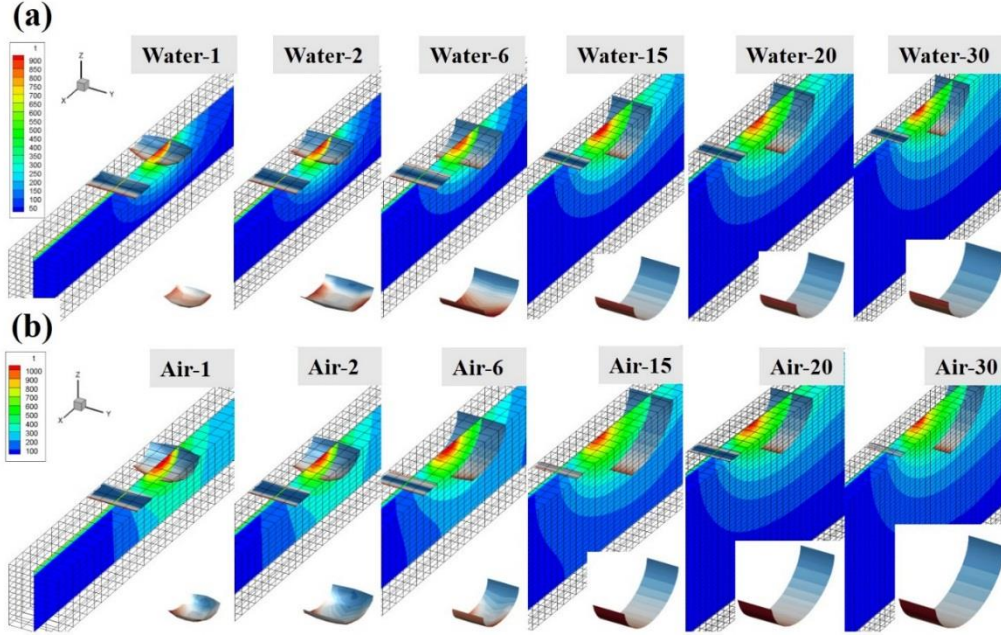 (a)
Water-1 Water-2 Water-6 Water-15 Water-20 Water-30
t
900
850
800
750
700
650
600
550
500
450
400
350
300
250
200
150
100
50
Z
X
Y
(b)
Air-1 Air-2 Air-6 Air-15 Air-20 Air-30
t
1000
900
800
700
600
500
400
300
200
100
Z
X
Y